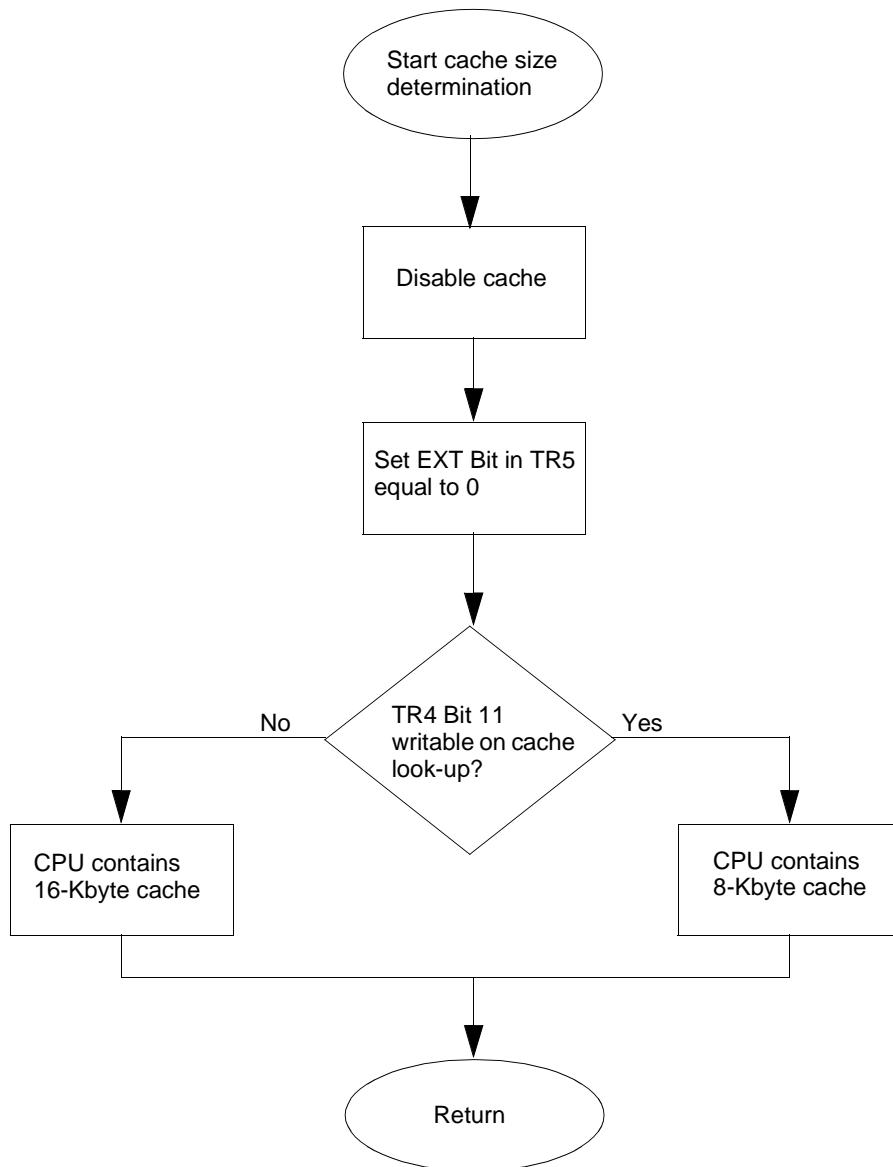 Start cache size
determination
Disable cache
Set EXT Bit in TR5
equal to 0
TR4 Bit 11
writable on cache
look-up?
No
Yes
CPU contains
16-Kbyte cache
CPU contains
8-Kbyte cache
Return